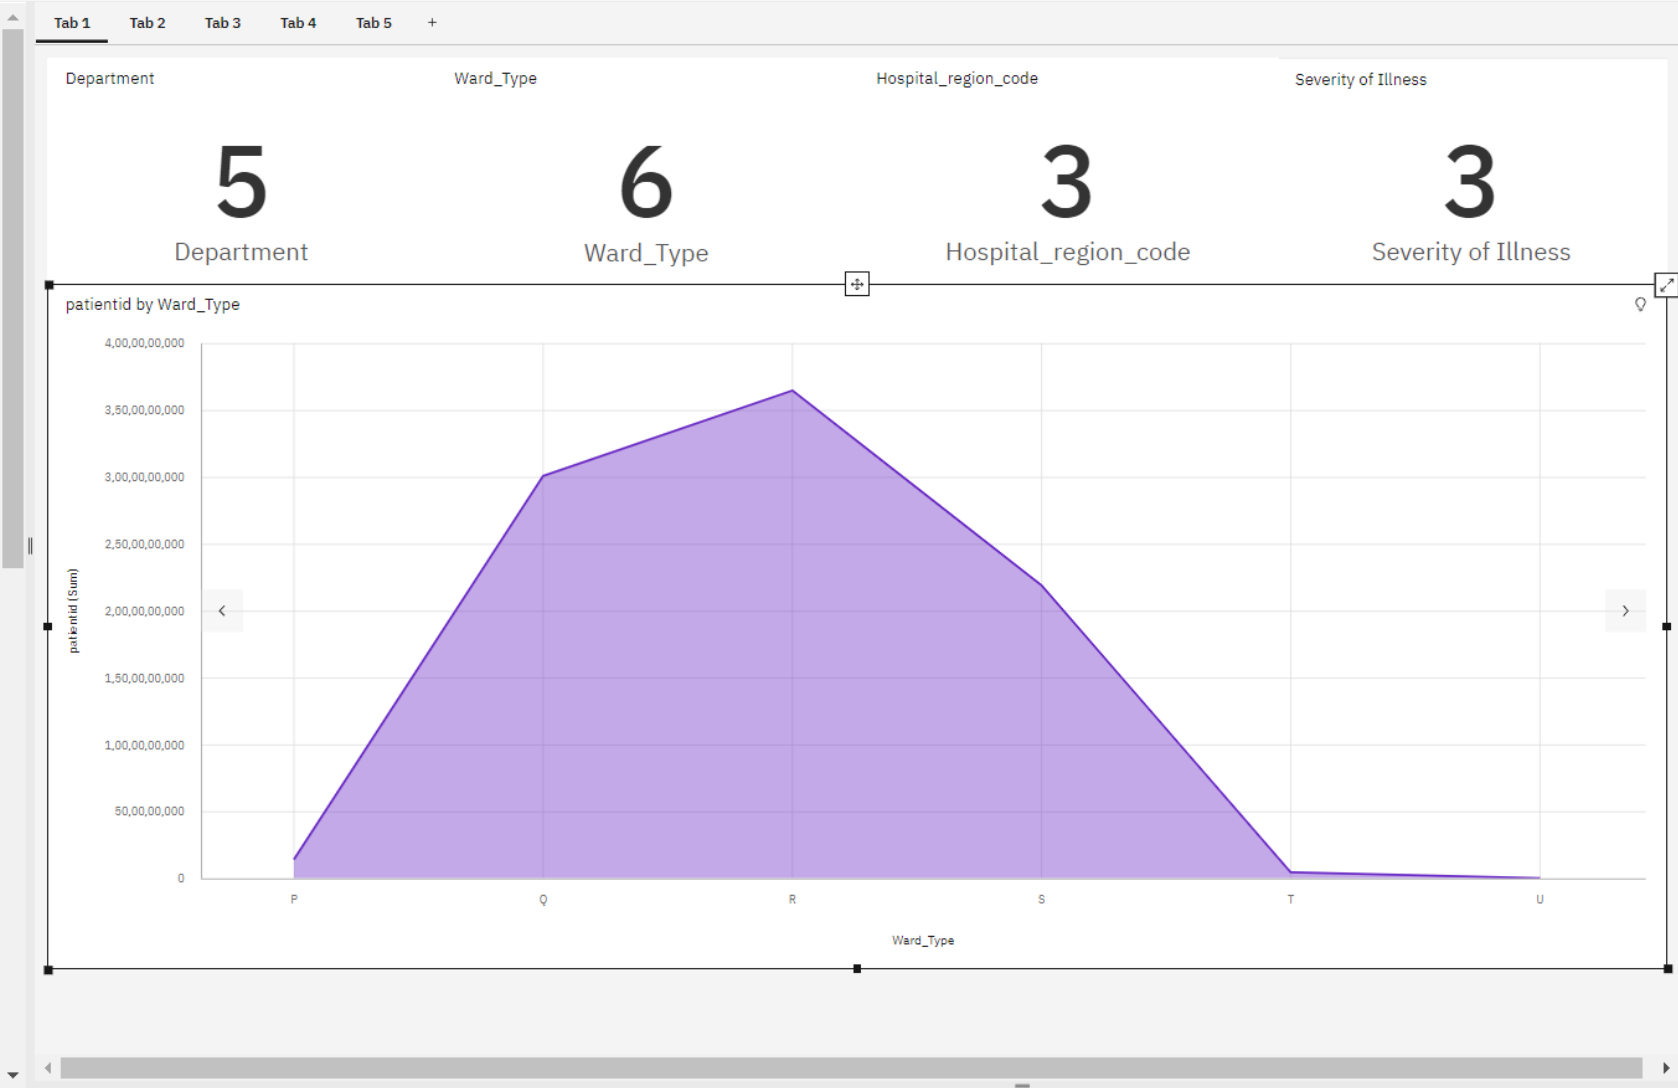 Tab 1 Tab 2 Tab 3 Tab 4 Tab 5 +
Department Ward_Type Hospital_region_code Severity of Illness
5 6 3 3
Department Ward_Type Hospital_region_code Severity of Illness
patientid by Ward_Type
4,00,00,00,000
3,50,00,00,000
3,00,00,00,000
2,50,00,00,000
2,00,00,00,000
1,50,00,00,000
1,00,00,00,000
50,00,00,000
0
patientid (Sum)
P Q R S T U
Ward_Type